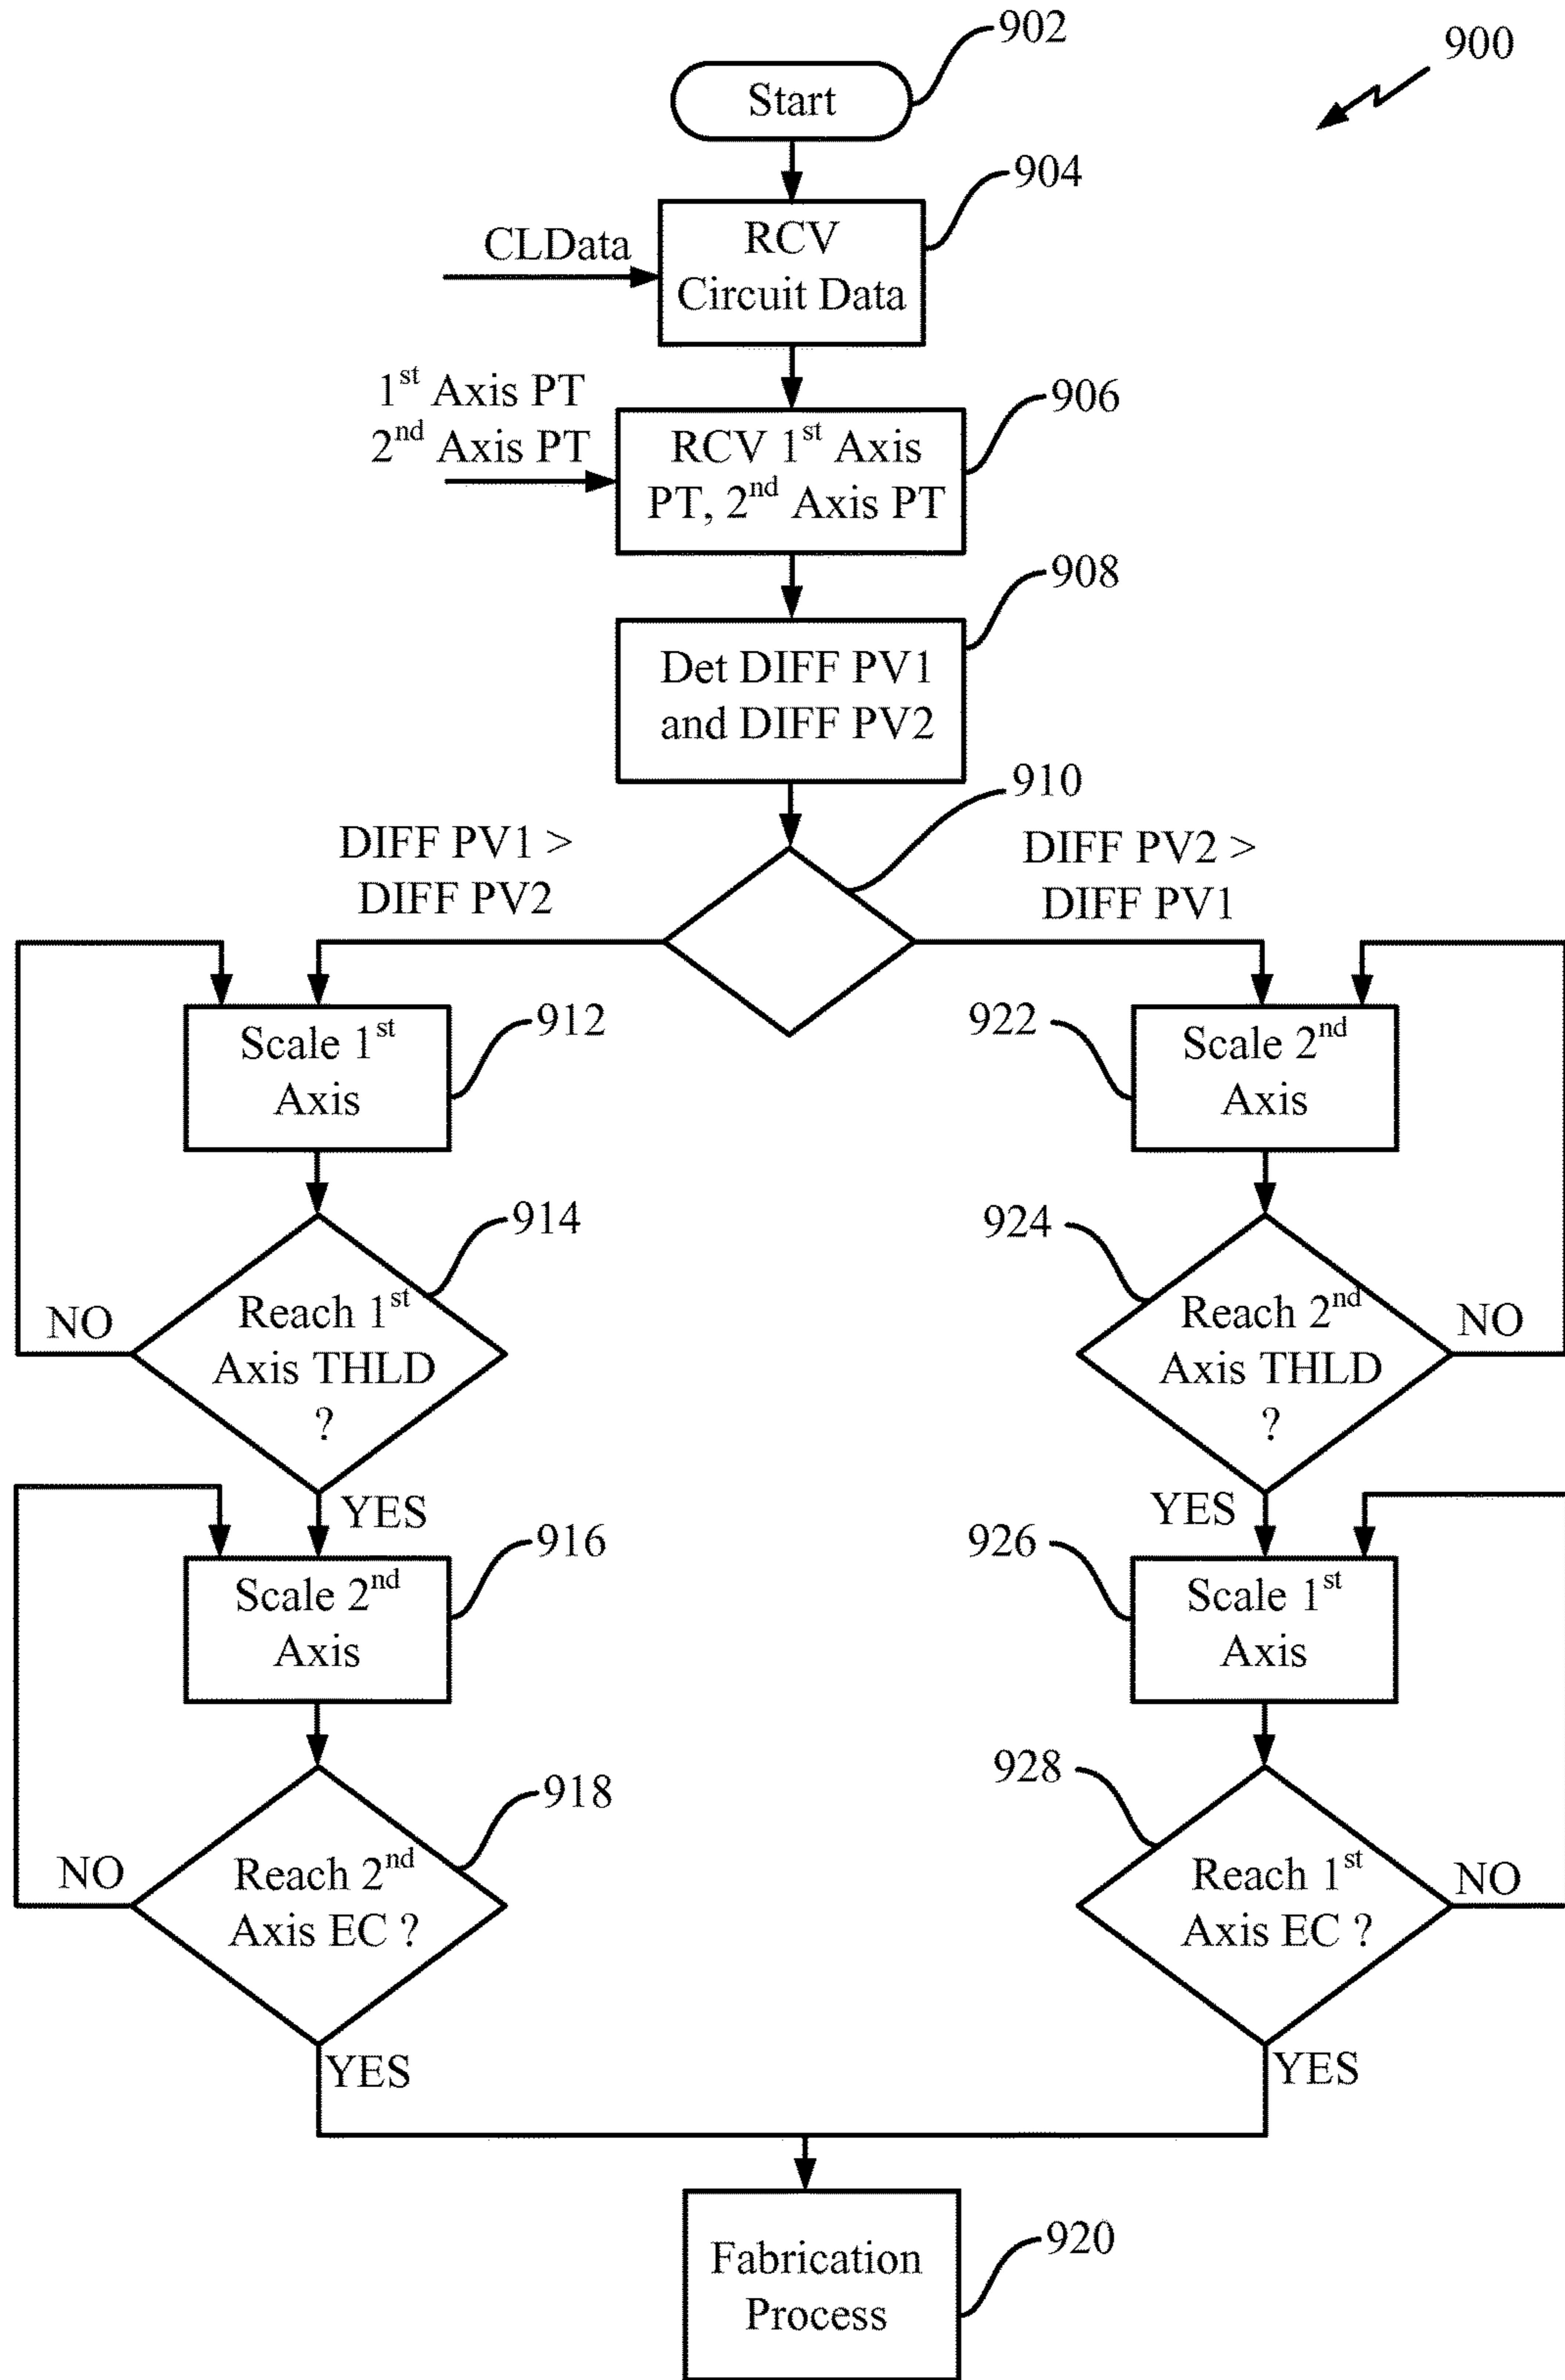 902
900
Start
904
CLData
RCV
Circuit Data
1st Axis PT
2nd Axis PT
906
RCV 1st Axis
PT, 2nd Axis PT
908
Det DIFF PV1
and DIFF PV2
910
DIFF PV1 >
DIFF PV2
DIFF PV2 >
DIFF PV1
Scale 1st
Axis
912
922
Scale 2nd
Axis
914
924
NO
Reach 1st
Axis THLD
?
Reach 2nd
Axis THLD
?
NO
YES
YES
Scale 2nd
Axis
916
926
Scale 1st
Axis
918
928
NO
Reach 2nd
Axis EC ?
Reach 1st
Axis EC ?
NO
YES
YES
Fabrication
Process
920